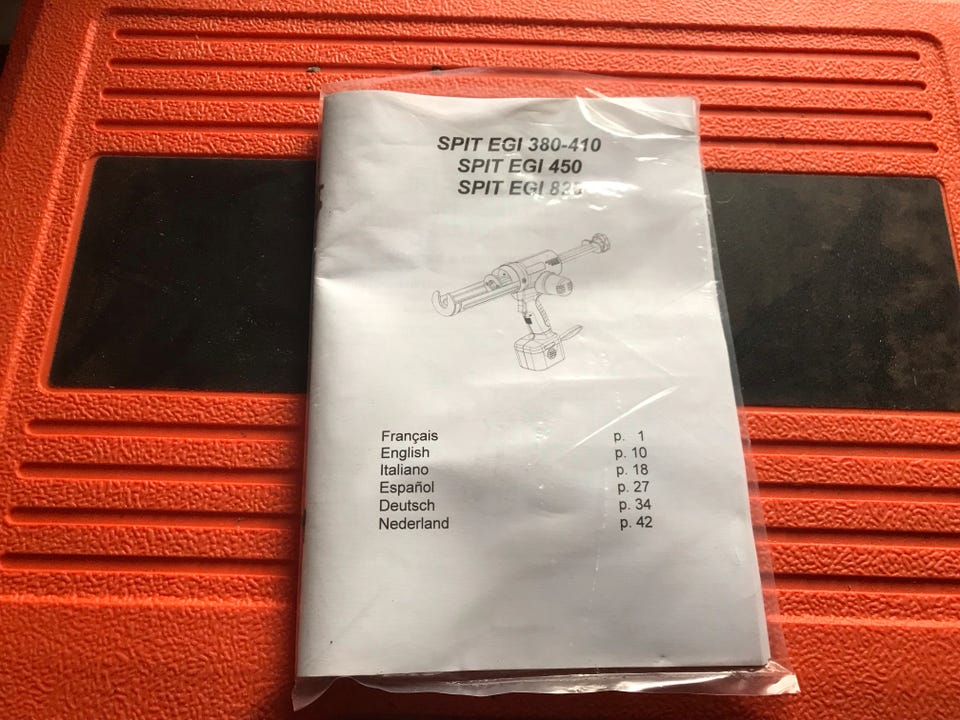 SPIT EGI 380-410
SPIT EGI 450
SPIT EGI
Français p. 1
English p. 10
Italiano p. 18
Español p. 27
Deutsch p. 34
Nederland p. 42